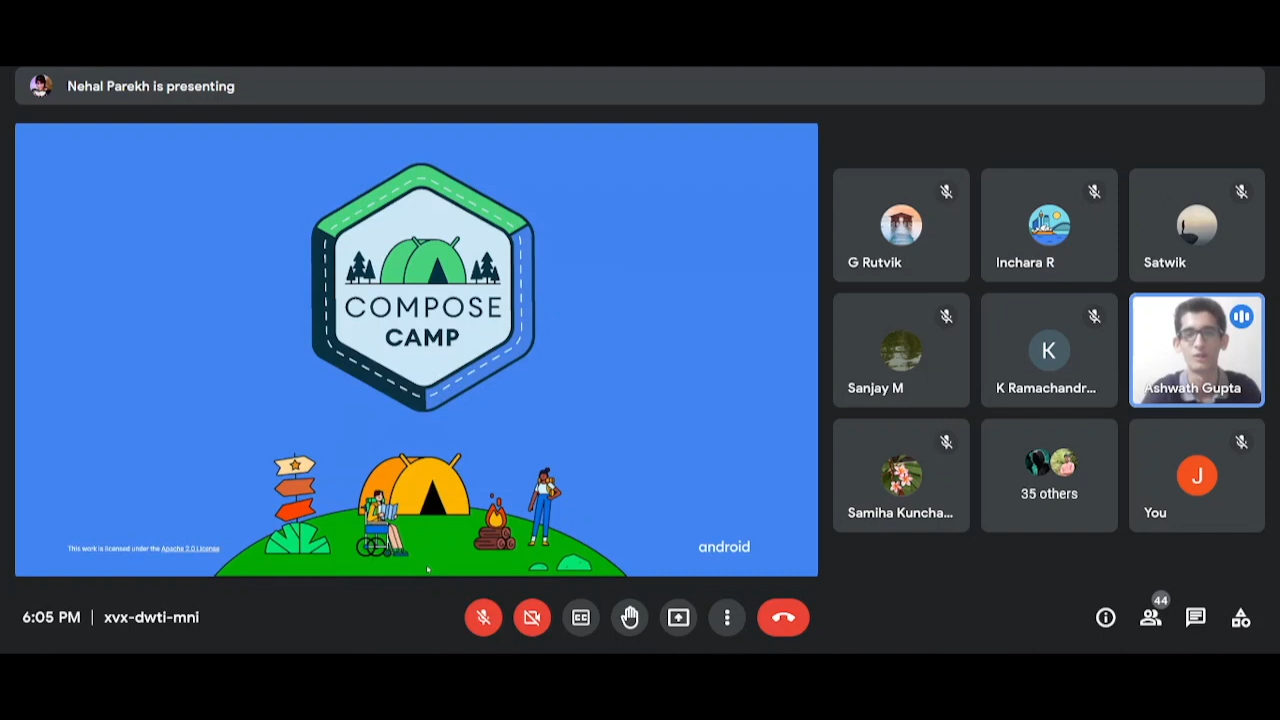 Nehal Parekh is presenting
COMPOSE
CAMP
This work is licensed under the Apache 2.0 License
android
G Rutvik
Inchara R
Satwik
Sanjay M
K
K Ramachandr...
Ashwath Gupta
Samiha Kuncha...
35 others
J
You
6:05 PM | xvx-dwti-mni
CC
44